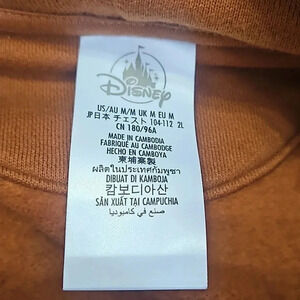 Disney
US/AU M/M UK M EU M
JP日本 チェスト 104-112 2L
CN 180/96A
MADE IN CAMBODIA
FABRIQUÉ AU CAMBODGE
HECHO EN CAMBOYA
柬埔寨製
ผลิตในประเทศกัมพูชา
DIBUAT DI KAMBOJA
캄보디아산
SẢN XUẤT TẠI CAMPUCHIA
صنع في كامبوديا